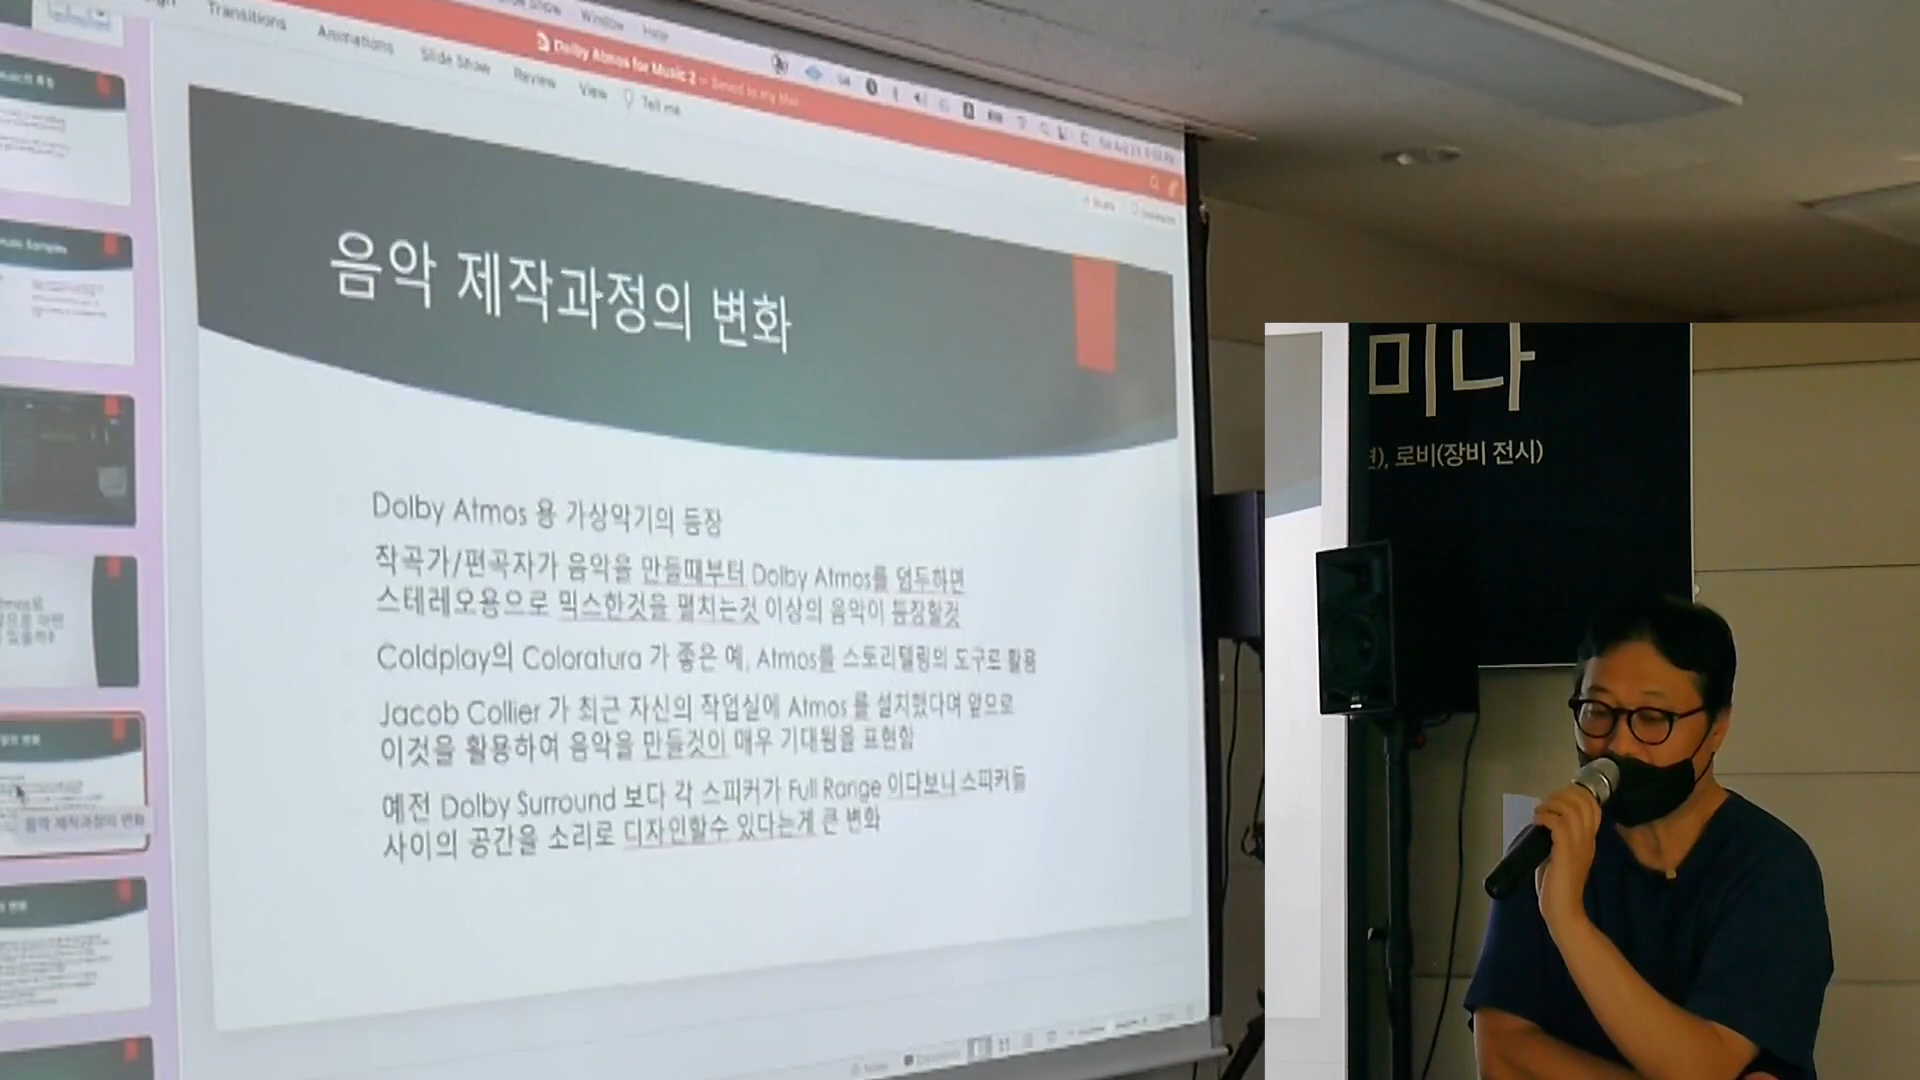 Slide Show Window Help
Dolby Atmos for Music 2 — Saved to my Mac
Transitions Animations Slide Show Review View Tell me
Share
음악 제작과정의 변화
Dolby Atmos 용 가상악기의 등장
작곡가/편곡자가 음악을 만들때부터 Dolby Atmos를 염두하면
스테레오용으로 믹스한것을 펼치는것 이상의 음악이 등장할것
Coldplay의 Coloratura 가 좋은 예, Atmos를 스토리텔링의 도구로 활용
Jacob Collier 가 최근 자신의 작업실에 Atmos 를 설치했다며 앞으로
이것을 활용하여 음악을 만들것이 매우 기대됨을 표현함
예전 Dolby Surround 보다 각 스피커가 Full Range 이다보니 스피커들
사이의 공간을 소리로 디자인할수 있다는게 큰 변화
음악 제작과정의 변화
미나
로비(장비 전시)